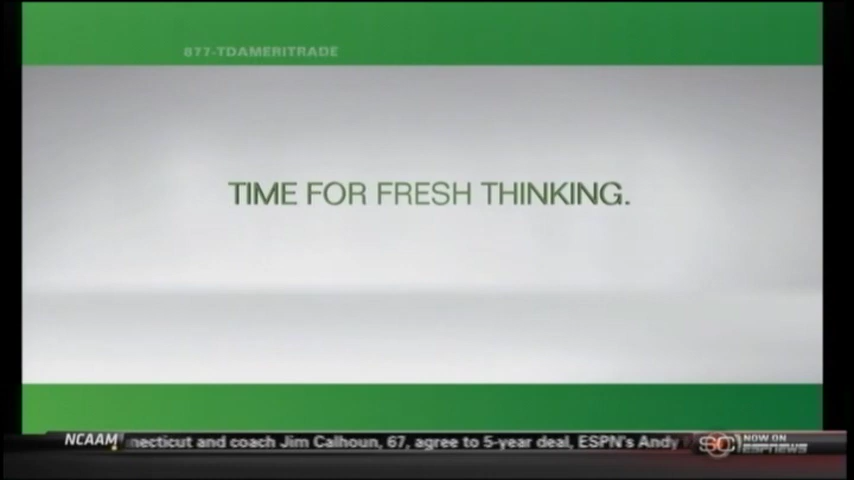 877-TDAMERITRADE
TIME FOR FRESH THINKING.
NCAAM necticut and coach Jim Calhoun, 67, agree to 5-year deal, ESPN's Andy
SC NOW ON
ESPNEWS